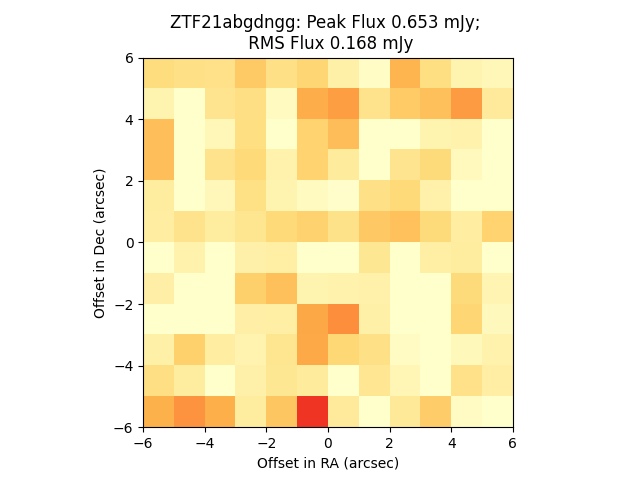 ZTF21abgdngg: Peak Flux 0.653 mJy;
RMS Flux 0.168 mJy
6
4
2
0
−2
−4
−6
Offset in Dec (arcsec)
−6 −4 −2 0 2 4 6
Offset in RA (arcsec)